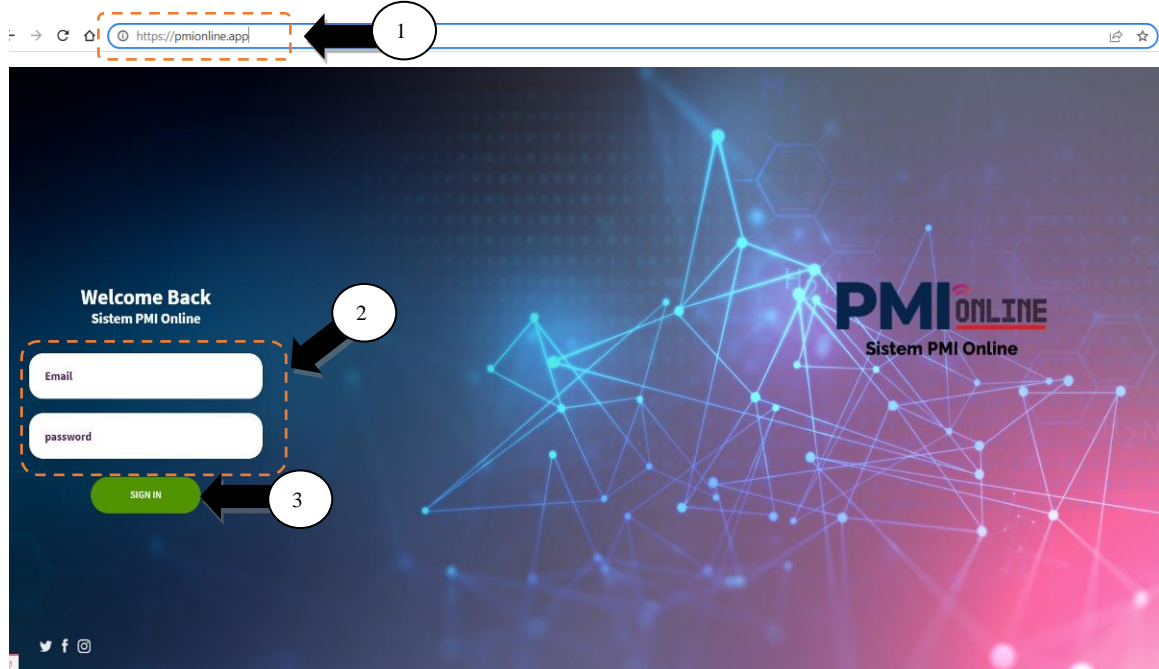 https://pmionline.app
1
Welcome Back
Sistem PMI Online
2
PMI ONLINE
Sistem PMI Online
Email
password
SIGN IN
3